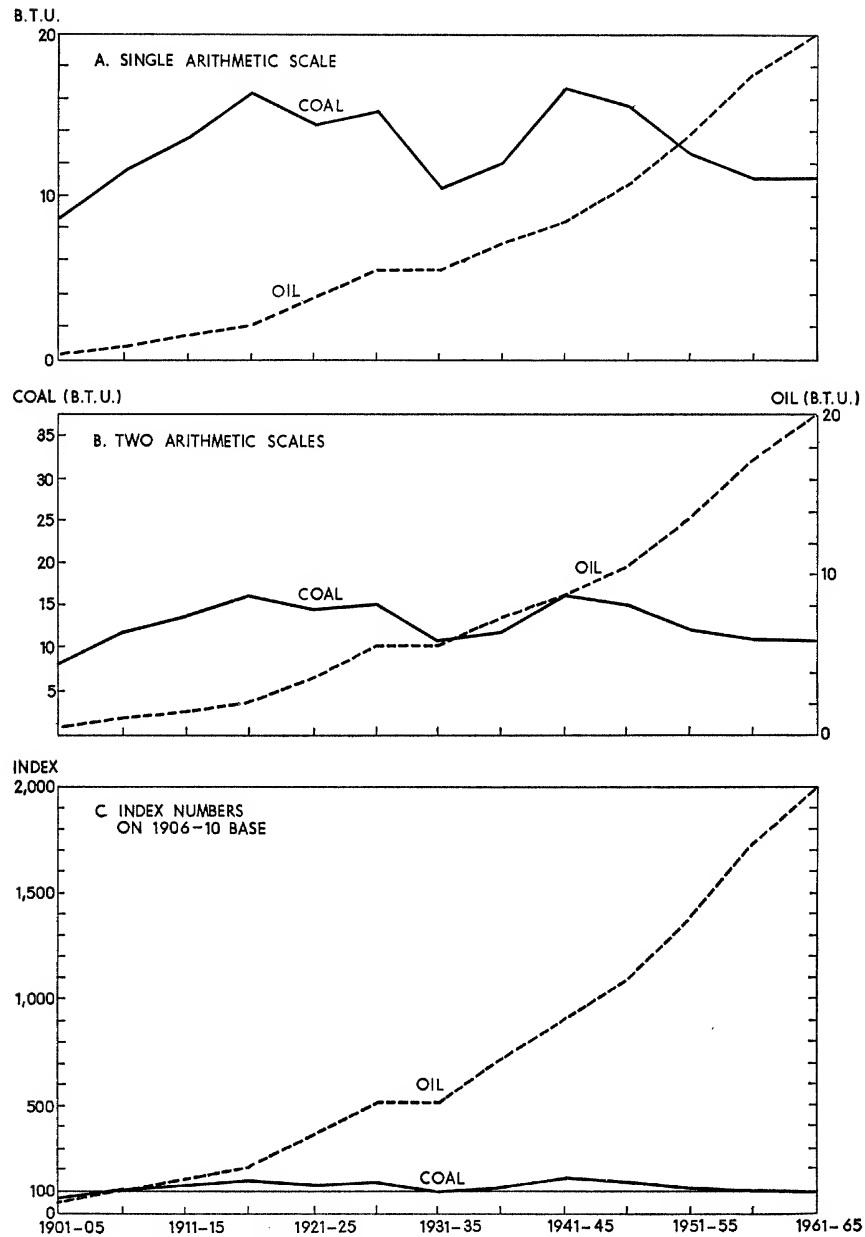 B.T.U.
20
A. SINGLE ARITHMETIC SCALE
COAL
10
OIL
0
COAL (B.T.U.) OIL (B.T.U.)
35 20
B. TWO ARITHMETIC SCALES
30
25
20
OIL
COAL
15 10
10
5
0
INDEX
2,000
C INDEX NUMBERS
ON 1906-10 BASE
1,500
1,000
OIL
500
COAL
100
0
1901-05 1911-15 1921-25 1931-35 1941-45 1951-55 1961-65